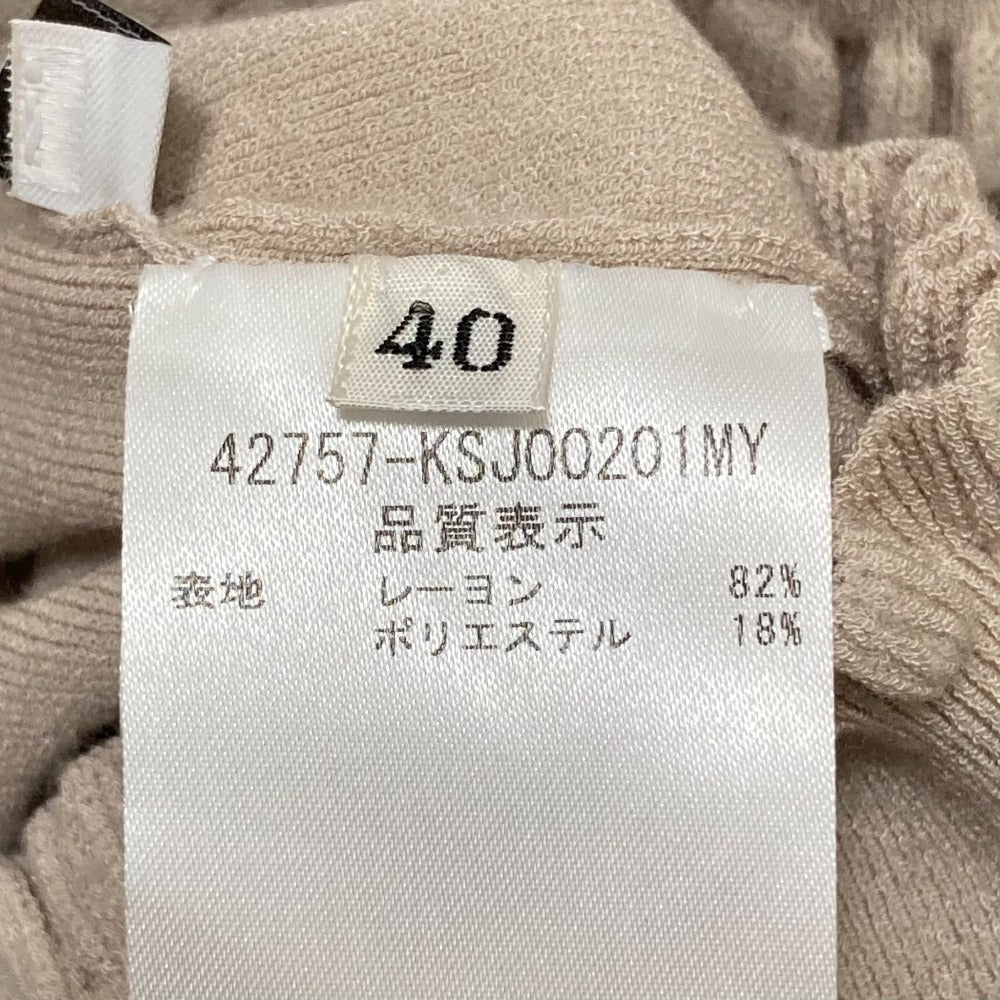 40
42757-KSJ00201MY
品質表示
表地 レーヨン 82%
ポリエステル 18%